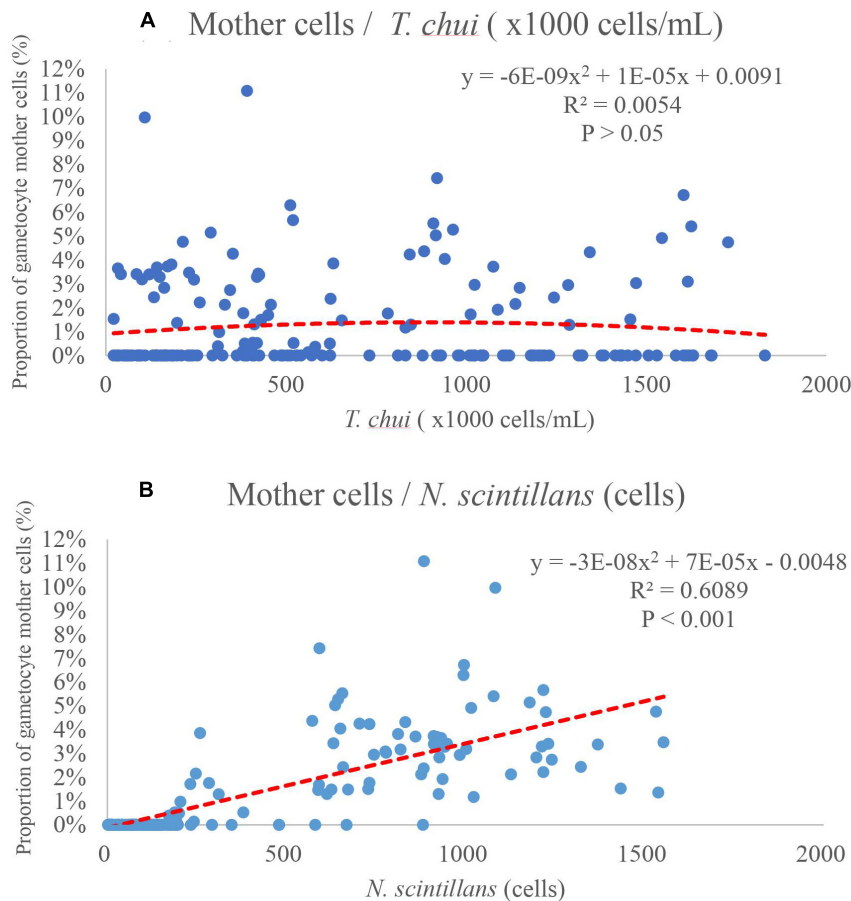 A
Mother cells / T. chui ( x1000 cells/mL)
Proportion of gametocyte mother cells (%)
12%
11%
10%
9%
8%
7%
6%
5%
4%
3%
2%
1%
0%
y = -6E-09x² + 1E-05x + 0.0091
R² = 0.0054
P > 0.05
0 500 1000 1500 2000
T. chui ( x1000 cells/mL)
B
Mother cells / N. scintillans (cells)
Proportion of gametocyte mother cells (%)
12%
11%
10%
9%
8%
7%
6%
5%
4%
3%
2%
1%
0%
y = -3E-08x² + 7E-05x - 0.0048
R² = 0.6089
P < 0.001
0 500 1000 1500 2000
N. scintillans (cells)